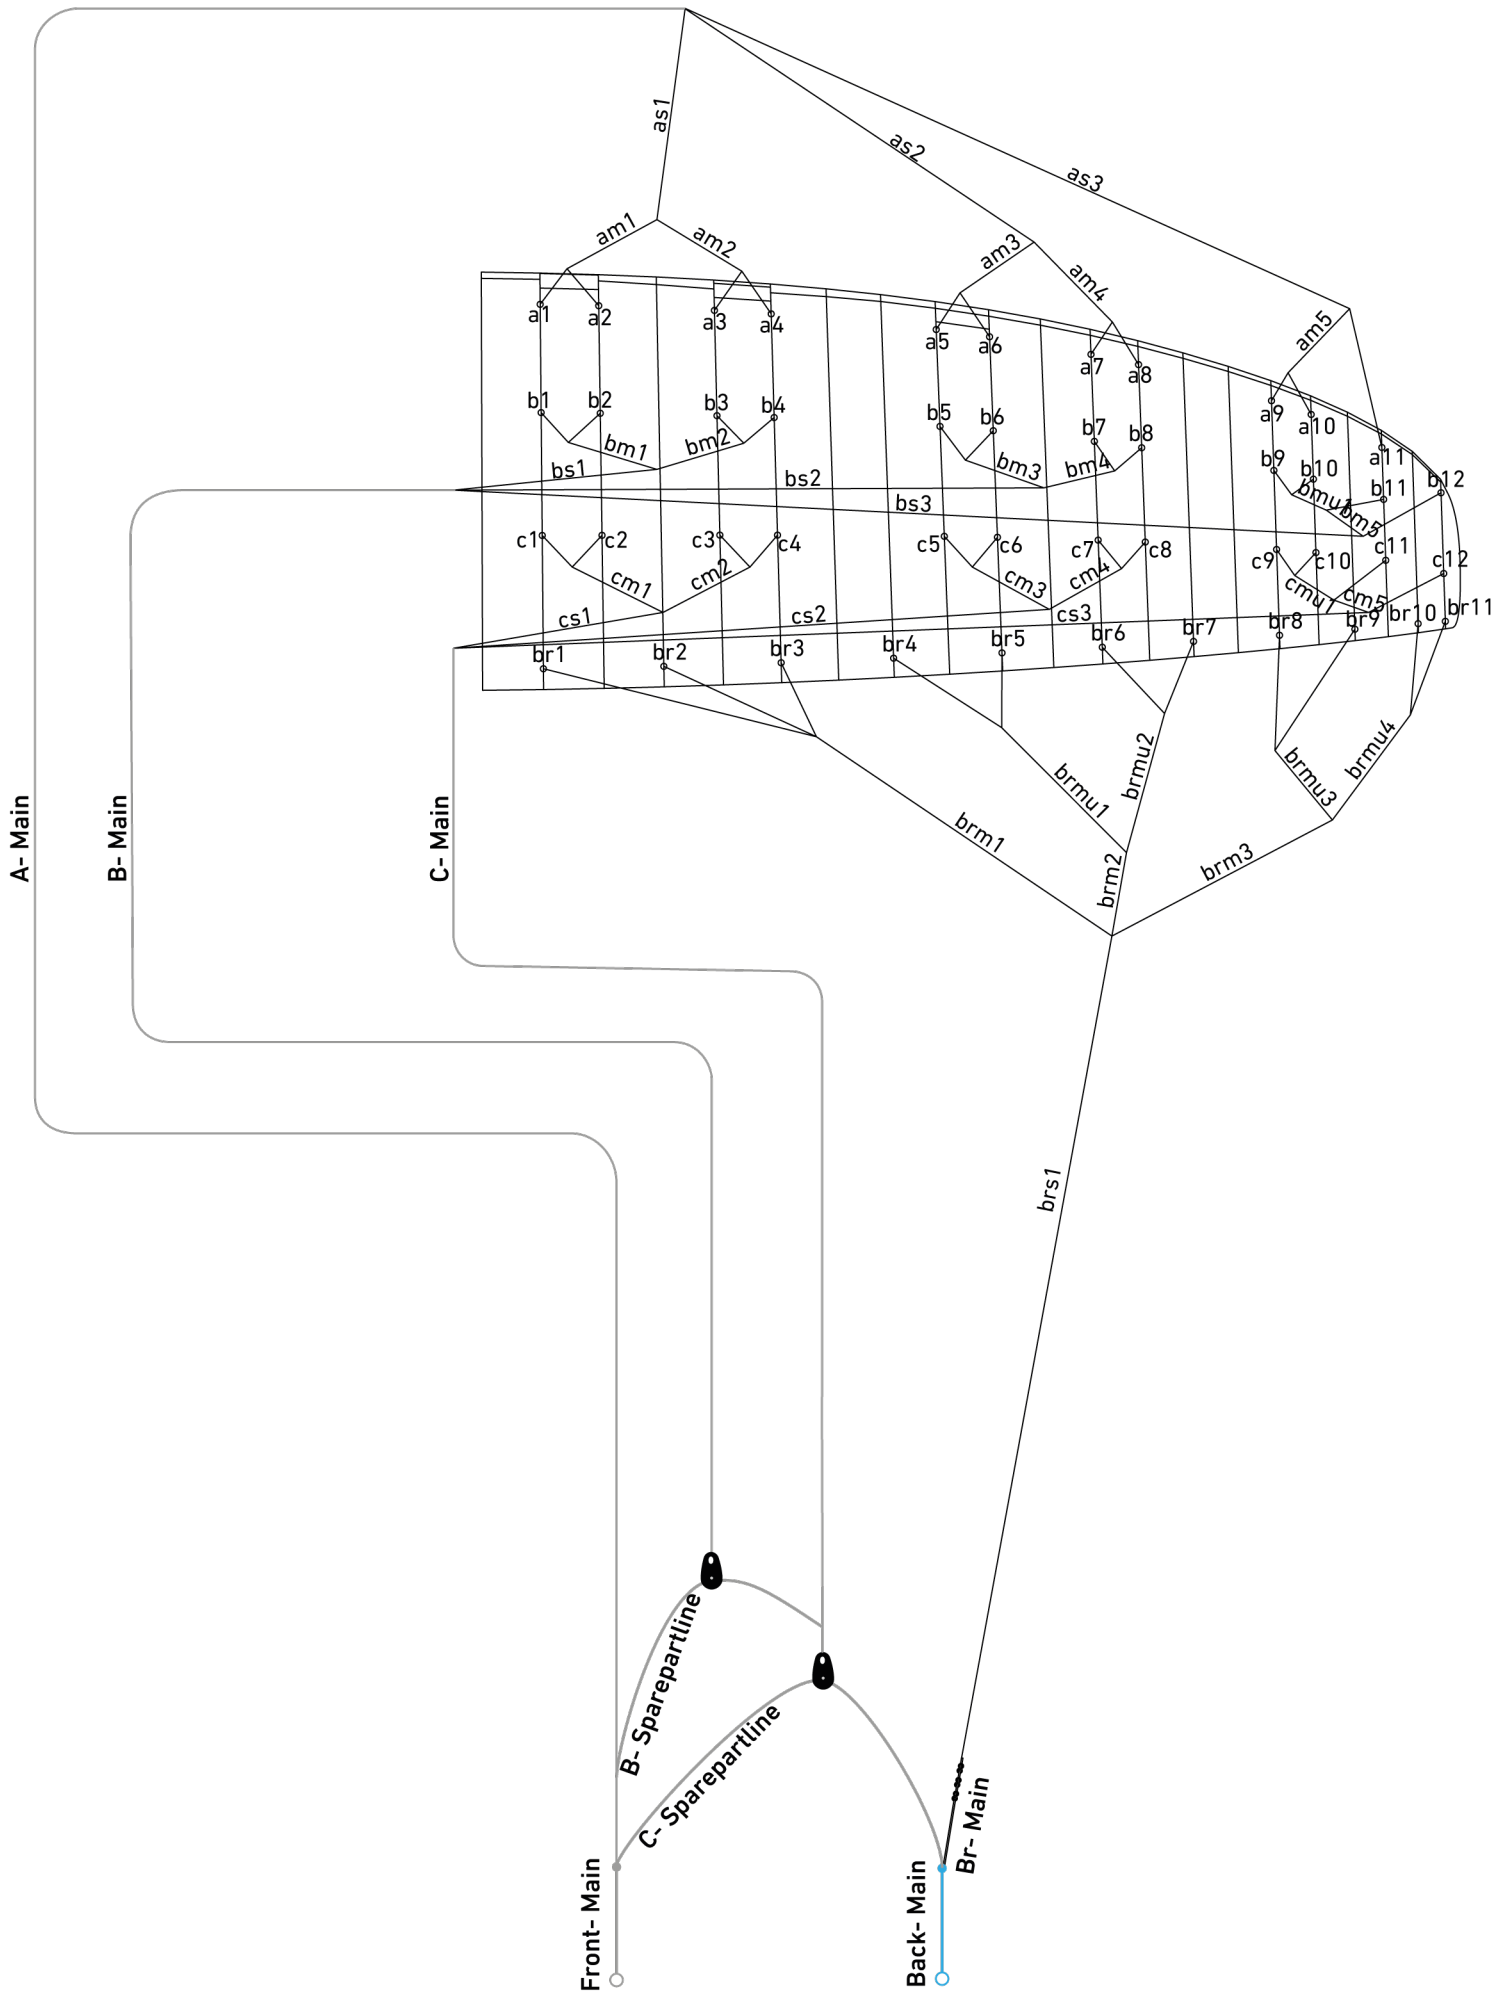 as1
as2
as3
am1
am2
am3
am4
am5
a1
a2
a3
a4
a5
a6
a7
a8
a9
a10
a11
b1
b2
b3
b4
b5
b6
b7
b8
b9
b10
b11
b12
bm1
bm2
bm3
bm4
bmu1
bm5
bs1
bs2
bs3
c1
c2
c3
c4
c5
c6
c7
c8
c9
c10
c11
c12
cm1
cm2
cm3
cm4
cmu1
cm5
cs1
cs2
cs3
br1
br2
br3
br4
br5
br6
br7
br8
br9
br10
br11
brmu1
brmu2
brmu3
brmu4
brm1
brm2
brm3
A- Main
B- Main
C- Main
brs1
B- Sparepartline
C- Sparepartline
Br- Main
Front- Main
Back- Main